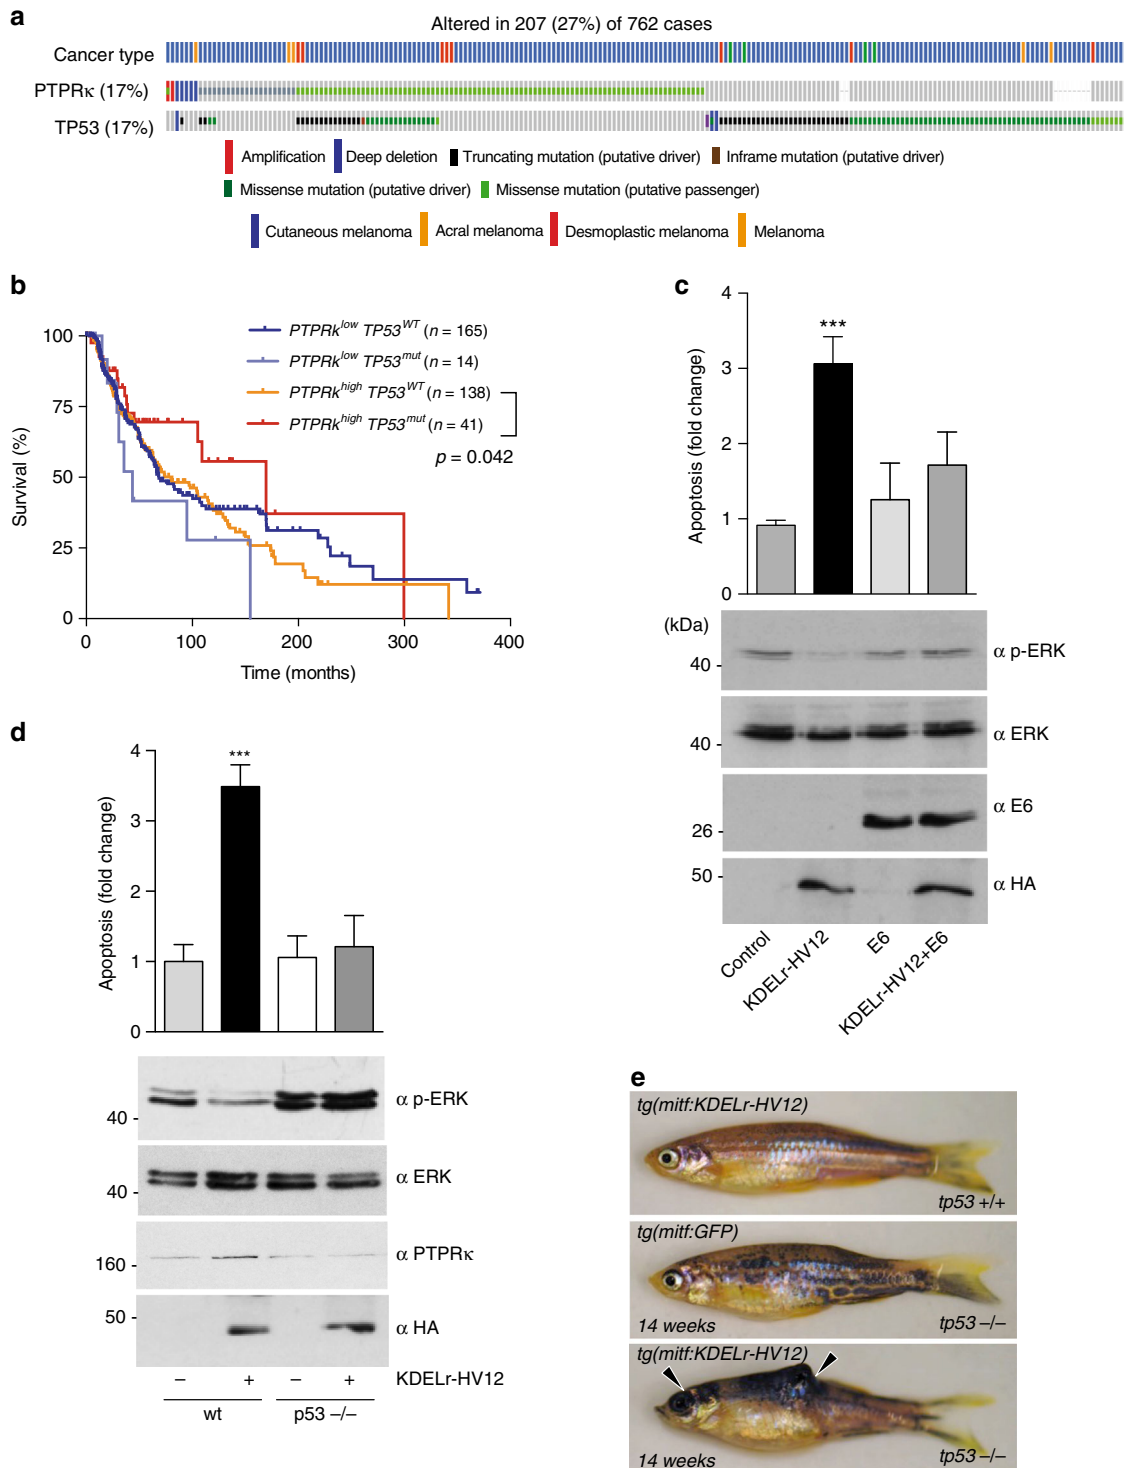 a
Altered in 207 (27%) of 762 cases
Cancer type
PTPRκ (17%)
TP53 (17%)
Amplification Deep deletion Truncating mutation (putative driver) Inframe mutation (putative driver)
Missense mutation (putative driver) Missense mutation (putative passenger)
Cutaneous melanoma Acral melanoma Desmoplastic melanoma Melanoma
b
Survival (%)
100
75
50
25
0
0 100 200 300 400
Time (months)
PTPRk^low TP53^WT (n = 165)
PTPRk^low TP53^mut (n = 14)
PTPRk^high TP53^WT (n = 138)
PTPRk^high TP53^mut (n = 41)
p = 0.042
c
Apoptosis (fold change)
4
3
2
1
0
***
(kDa)
40 - α p-ERK
40 - α ERK
26 - α E6
50 - α HA
Control
KDELr-HV12
E6
KDELr-HV12+E6
d
Apoptosis (fold change)
4
3
2
1
0
***
40 - α p-ERK
40 - α ERK
160 - α PTPRκ
50 - α HA
– + – + KDELr-HV12
wt p53 –/–
e
tg(mitf:KDELr-HV12)
tp53 +/+
tg(mitf:GFP)
14 weeks tp53 –/–
tg(mitf:KDELr-HV12)
14 weeks tp53 –/–